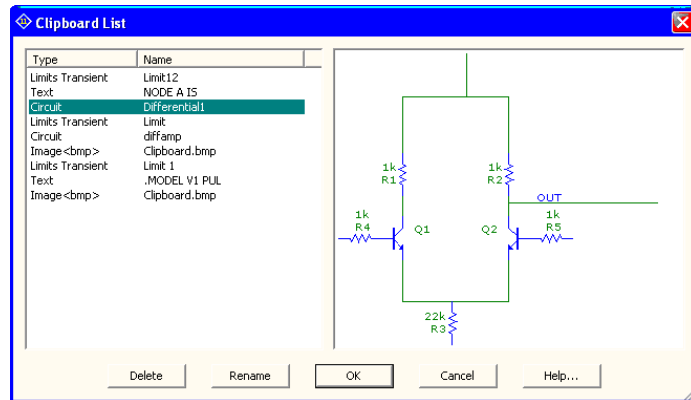 Clipboard List
Type Name
Limits Transient Limit12
Text NODE A IS
Circuit Differential1
Limits Transient Limit
Circuit diffamp
Image<bmp> Clipboard.bmp
Limits Transient Limit 1
Text .MODEL V1 PUL
Image<bmp> Clipboard.bmp
1k 1k
R1 R2
OUT
1k 1k
R4 Q1 Q2 R5
22k
R3
Delete Rename OK Cancel Help...